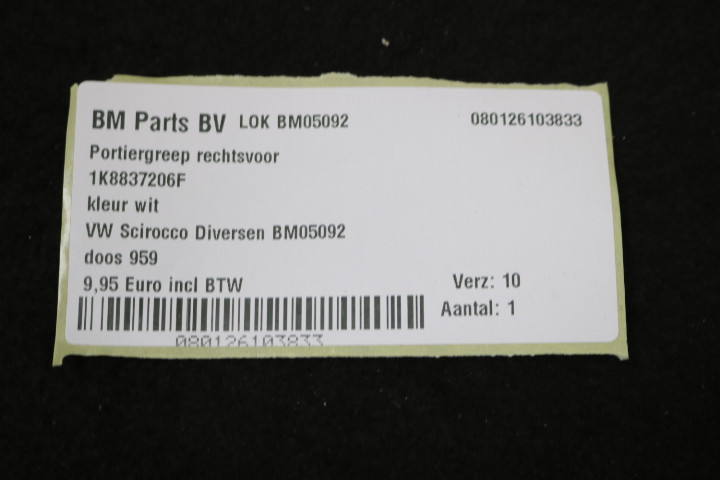 BM Parts BV LOK BM05092 080126103833
Portiergreep rechtsvoor
1K8837206F
kleur wit
VW Scirocco Diversen BM05092
doos 959
9,95 Euro incl BTW Verz: 10
Aantal: 1
080126103833